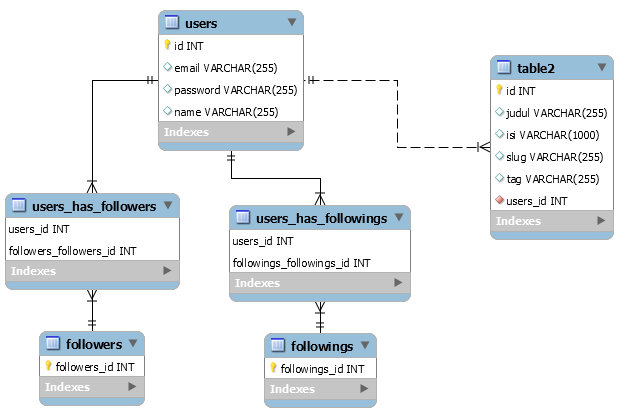 users
id INT
email VARCHAR(255)
password VARCHAR(255)
name VARCHAR(255)
Indexes
table2
id INT
judul VARCHAR(255)
isi VARCHAR(1000)
slug VARCHAR(255)
tag VARCHAR(255)
users_id INT
Indexes
users_has_followers
users_id INT
followers_followers_id INT
Indexes
users_has_followings
users_id INT
followings_followings_id INT
Indexes
followers
followers_id INT
Indexes
followings
followings_id INT
Indexes